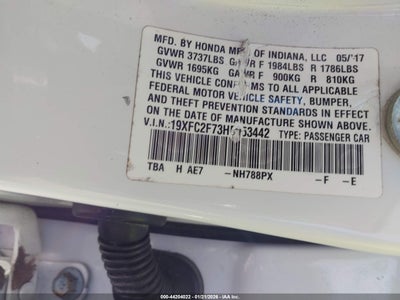 MFD. BY HONDA MFG OF INDIANA, LLC 05/17
GVWR 3737LBS GAWR F 1984LBS R 1786LBS
GVWR 1695KG GAWR F 900KG R 810KG
THIS VEHICLE CONFORMS TO ALL APPLICABLE
FEDERAL MOTOR VEHICLE SAFETY, BUMPER,
AND THEFT PREVENTION STANDARDS IN EFFECT
ON THE DATE OF MANUFACTURE SHOWN ABOVE.
V.I.N.: TYPE: PASSENGER CAR
TBA H AE7 -NH788PX -F -E
000-44204022 - 01/21/2026 - IAA Inc.